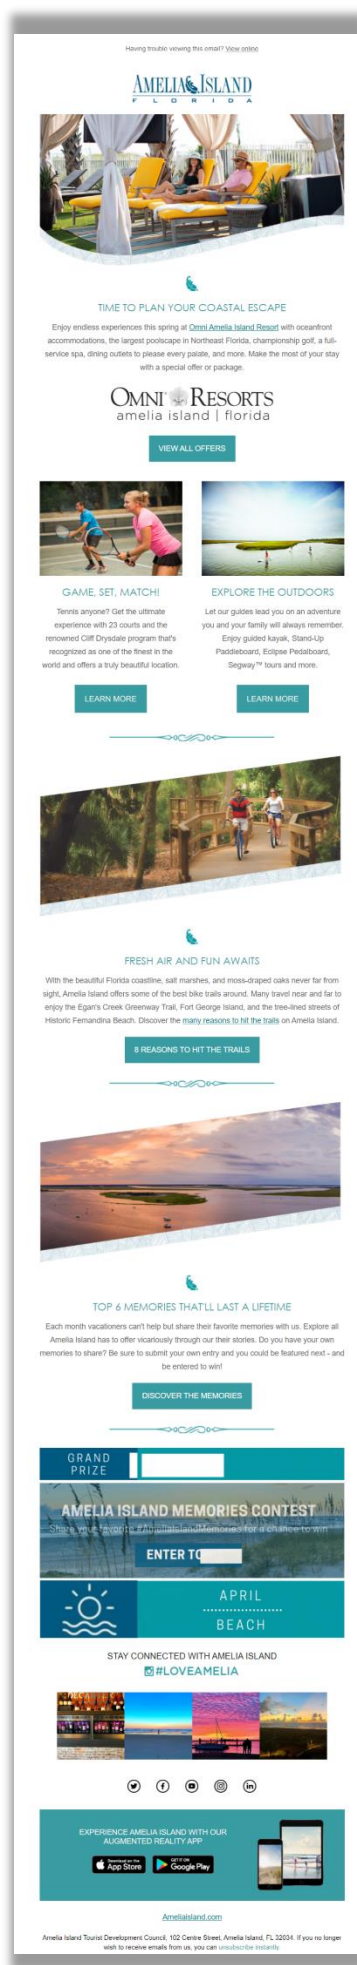 Having trouble viewing this email? View online
AMELIA ISLAND
FLORIDA
TIME TO PLAN YOUR COASTAL ESCAPE
Enjoy endless experiences this spring at Omni Amelia Island Resort with oceanfront
accommodations, the largest poolscape in Northeast Florida, championship golf, a full-
service spa, dining outlets to please every palate, and more. Make the most of your stay
with a special offer or package.
OMNI RESORTS
amelia island | florida
VIEW ALL OFFERS
GAME, SET, MATCH!
Tennis anyone? Get the ultimate
experience with 23 courts and the
renowned Cliff Drysdale program that's
recognized as one of the finest in the
world and offers a truly beautiful location.
LEARN MORE
EXPLORE THE OUTDOORS
Let our guides lead you on an adventure
you and your family will always remember.
Enjoy guided kayak, Stand-Up
Paddleboard, Eclipse Pedalboard,
Segway™ tours and more.
LEARN MORE
FRESH AIR AND FUN AWAITS
With the beautiful Florida coastline, salt marshes, and moss-draped oaks never far from
sight, Amelia Island offers some of the best bike trails around. Many travel near and far to
enjoy the Egan's Creek Greenway Trail, Fort George Island, and the tree-lined streets of
Historic Fernandina Beach. Discover the many reasons to hit the trails on Amelia Island.
8 REASONS TO HIT THE TRAILS
TOP 6 MEMORIES THAT'LL LAST A LIFETIME
Each month vacationers can't help but share their favorite memories with us. Explore all
Amelia Island has to offer vicariously through our their stories. Do you have your own
memories to share? Be sure to submit your own entry and you could be featured next - and
be entered to win!
DISCOVER THE MEMORIES
GRAND
PRIZE
AMELIA ISLAND MEMORIES CONTEST
Share your favorite #AmeliaIslandMemories for a chance to win
ENTER TO
APRIL
BEACH
STAY CONNECTED WITH AMELIA ISLAND
#LOVEAMELIA
EXPERIENCE AMELIA ISLAND WITH OUR
AUGMENTED REALITY APP
Download on the
App Store
GET IT ON
Google Play
AmeliaIsland.com
Amelia Island Tourist Development Council, 102 Centre Street, Amelia Island, FL 32034. If you no longer
wish to receive emails from us, you can unsubscribe instantly.